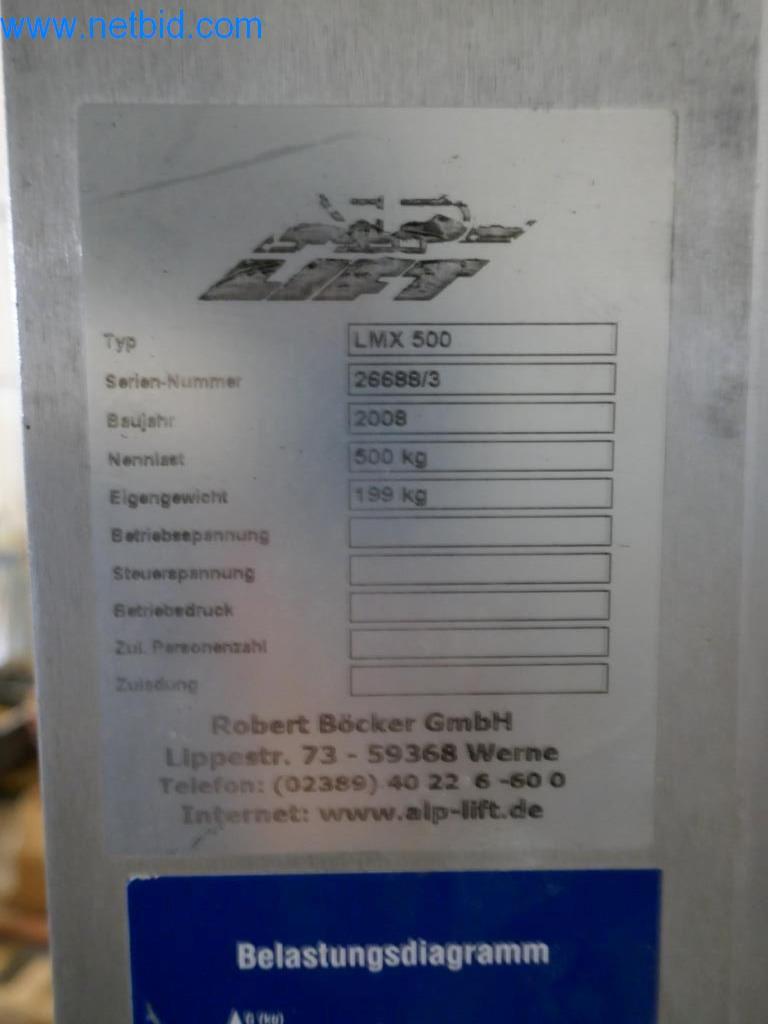 www.netbid.com
ALP-
LIFT
Typ LMX 500
Serien-Nummer 26688/3
Baujahr 2008
Nennlast 500 kg
Eigengewicht 199 kg
Betriebsspannung
Steuerspannung
Betriebsdruck
Zul. Personenzahl
Zuladung
Robert Böcker GmbH
Lippestr. 73 - 59368 Werne
Telefon: (02389) 40 22 6 -60 0
Internet: www.alp-lift.de
Belastungsdiagramm
G (kg)